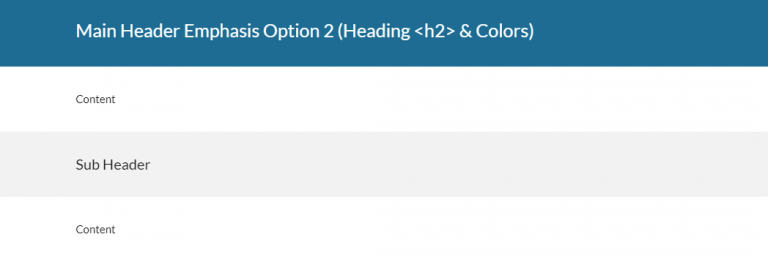 Main Header Emphasis Option 2 (Heading <h2> & Colors)
Content
Sub Header
Content